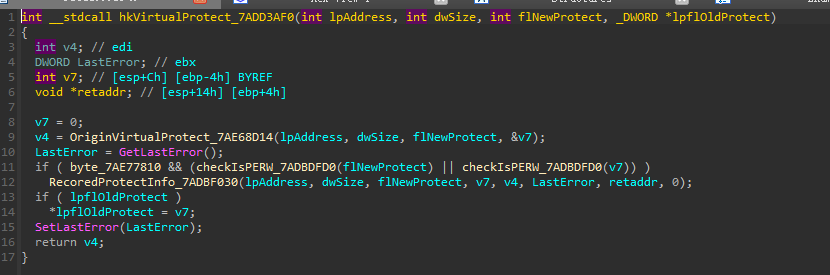 1 int __stdcall hkVirtualProtect_7ADD3AF0(int lpAddress, int dwSize, int flNewProtect, _DWORD *lpflOldProtect)
2 {
3 int v4; // edi
4 DWORD LastError; // ebx
5 int v7; // [esp+Ch] [ebp-4h] BYREF
6 void *retaddr; // [esp+14h] [ebp+4h]
7
8 v7 = 0;
9 v4 = OriginVirtualProtect_7AE68D14(lpAddress, dwSize, flNewProtect, &v7);
10 LastError = GetLastError();
11 if ( byte_7AE77810 && (checkIsPERW_7ADBDFD0(flNewProtect) || checkIsPERW_7ADBDFD0(v7)) )
12 RecoredProtectInfo_7ADBF030(lpAddress, dwSize, flNewProtect, v7, v4, LastError, retaddr, 0);
13 if ( lpflOldProtect )
14 *lpflOldProtect = v7;
15 SetLastError(LastError);
16 return v4;
17 }